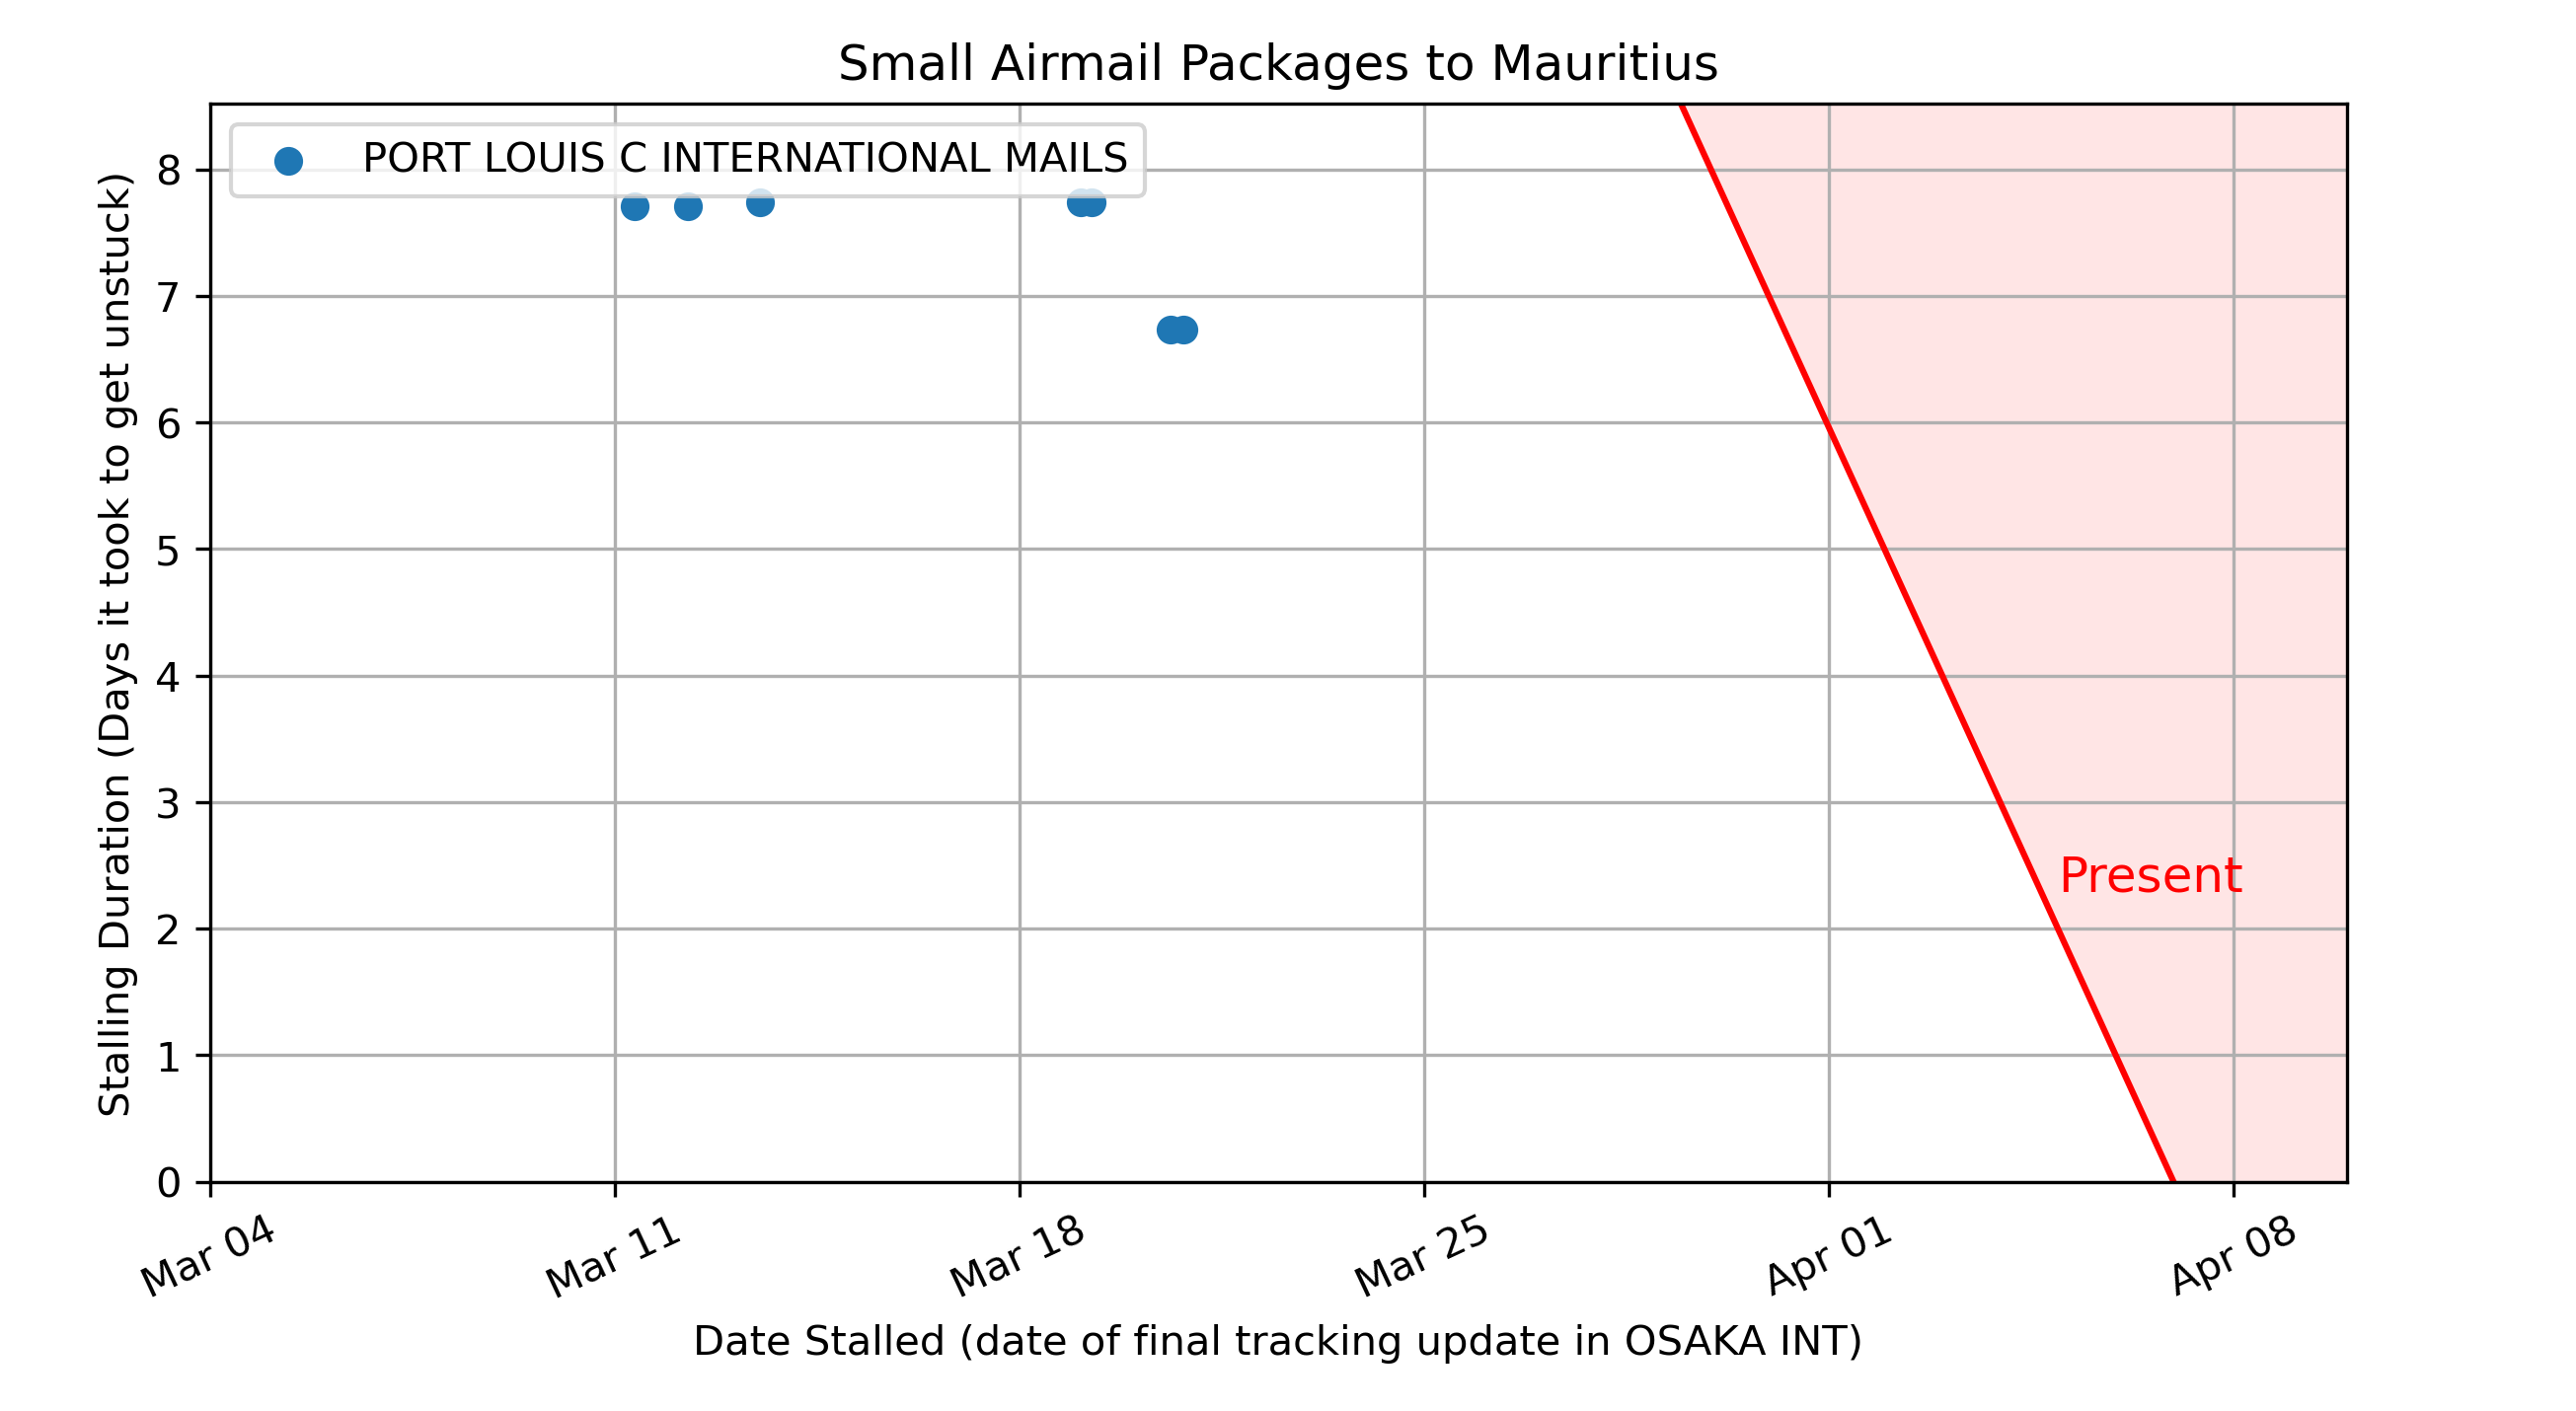 Small Airmail Packages to Mauritius
PORT LOUIS C INTERNATIONAL MAILS
Stalling Duration (Days it took to get unstuck)
8
7
6
5
4
3
2
1
0
Present
Mar 04
Mar 11
Mar 18
Mar 25
Apr 01
Apr 08
Date Stalled (date of final tracking update in OSAKA INT)